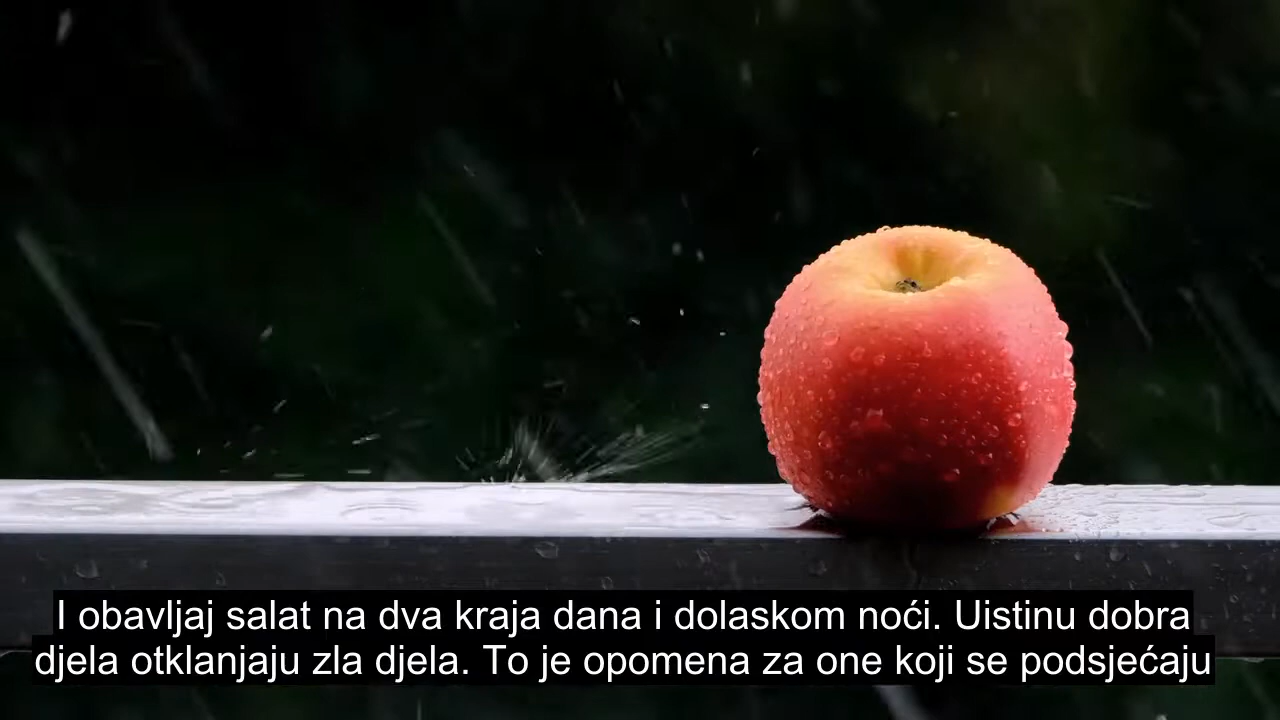 I obavljaj salat na dva kraja dana i dolaskom noći. Uistinu dobra
djela otklanjaju zla djela. To je opomena za one koji se podsjećaju